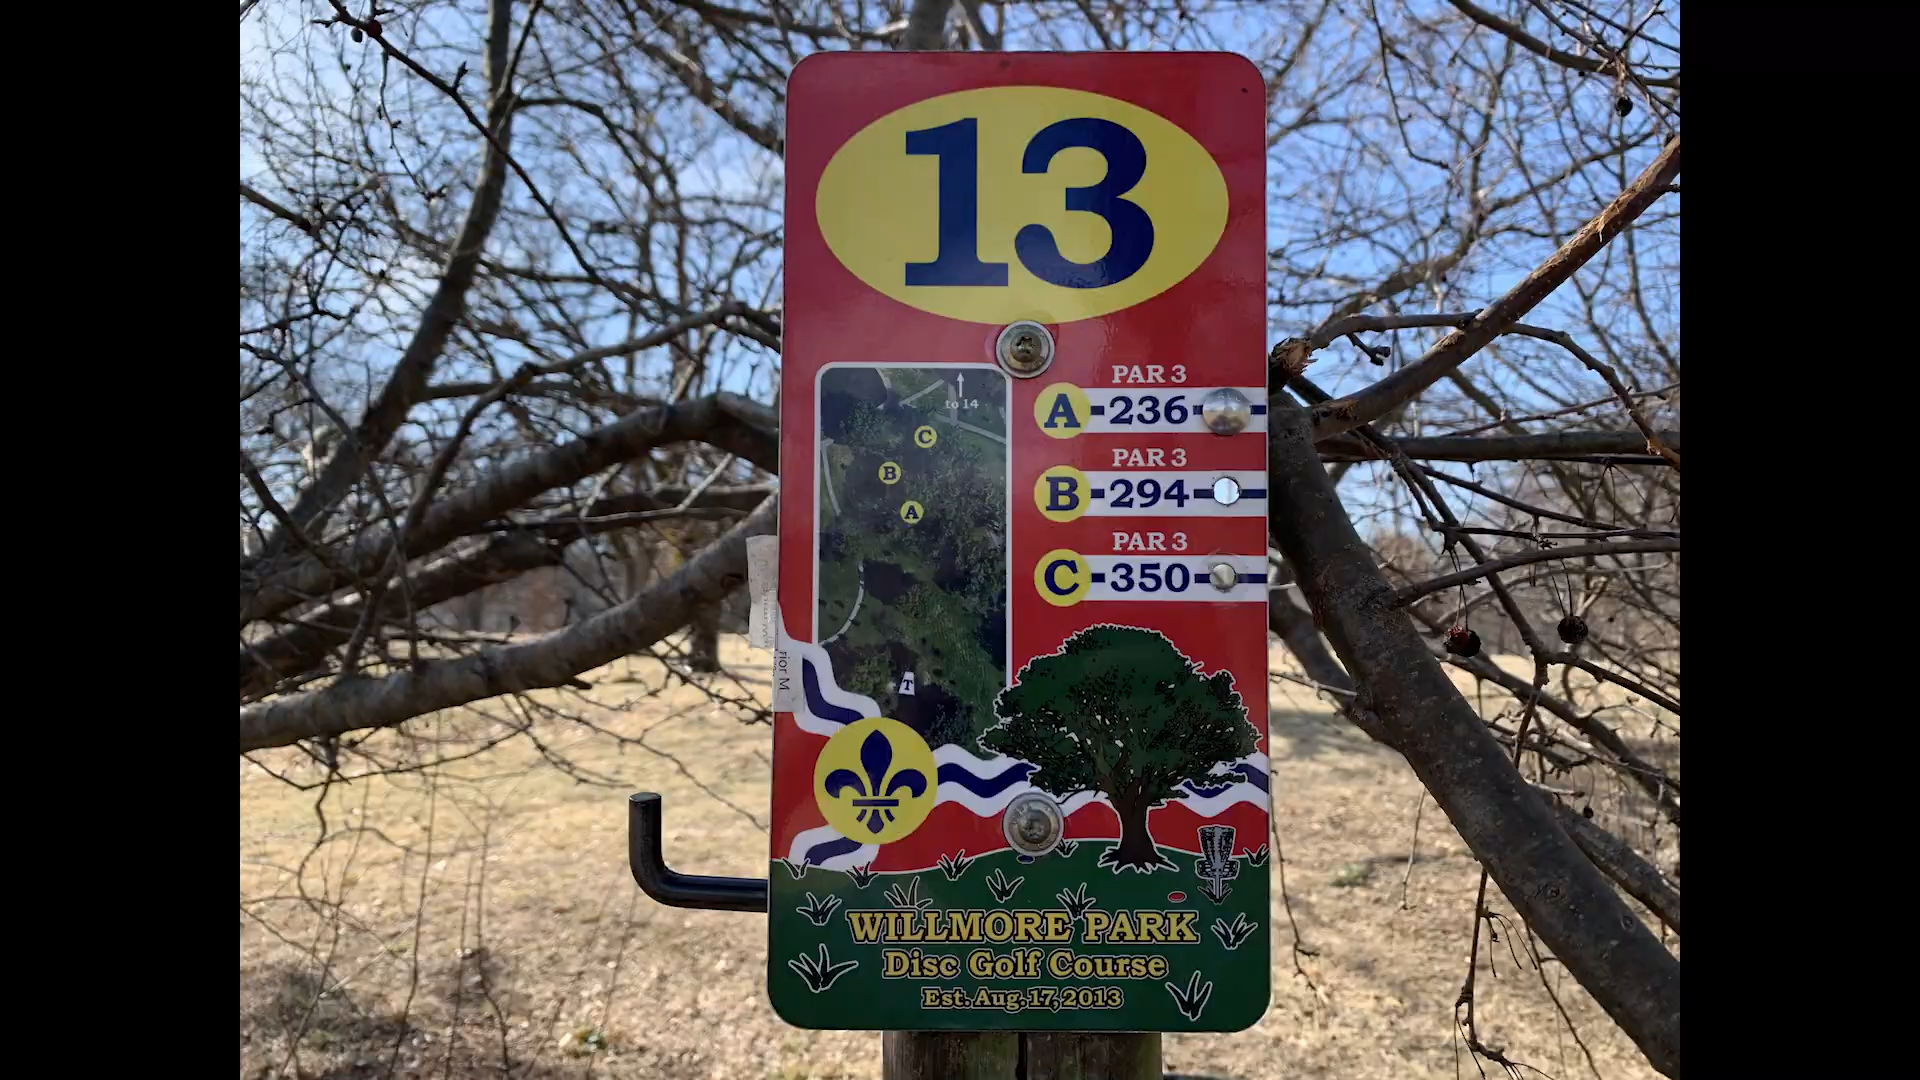 13
to 14
C
B
A
T
PAR 3
A-236
PAR 3
B-294
PAR 3
C-350
rior M
WILLMORE PARK
Disc Golf Course
Est. Aug. 17, 2013